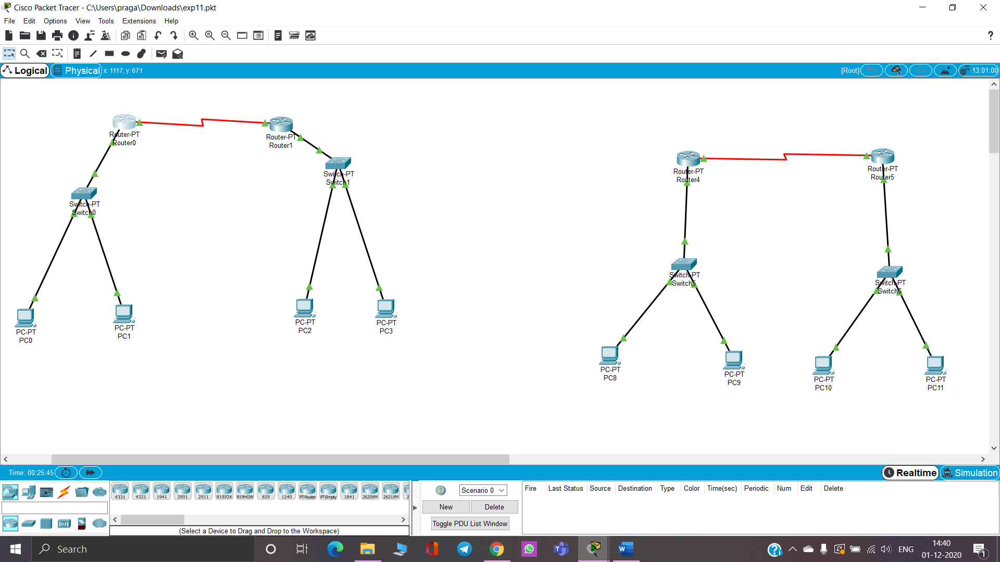 Cisco Packet Tracer - C:\Users\praga\Downloads\exp11.pkt
File Edit Options View Tools Extensions Help
?
Logical Physical x: 1117, y: 671 [Root] 13:01:00
Router-PT
Router0
Router-PT
Router1
Switch-PT
Switch0
Switch-PT
Switch1
PC-PT
PC0
PC-PT
PC1
PC-PT
PC2
PC-PT
PC3
Router-PT
Router4
Router-PT
Router5
Switch-PT
Switch5
Switch-PT
Switch6
PC-PT
PC8
PC-PT
PC9
PC-PT
PC10
PC-PT
PC11
Time: 00:25:45 Realtime Simulation
4331 4321 1941 2901 2911 819IOX 819HGW 829 1240 PT-Router PT-Empty 1841 2620XM 2621XM 2
(Select a Device to Drag and Drop to the Workspace)
Scenario 0
New Delete
Toggle PDU List Window
Fire Last Status Source Destination Type Color Time(sec) Periodic Num Edit Delete
Search
ENG
14:40
01-12-2020
1